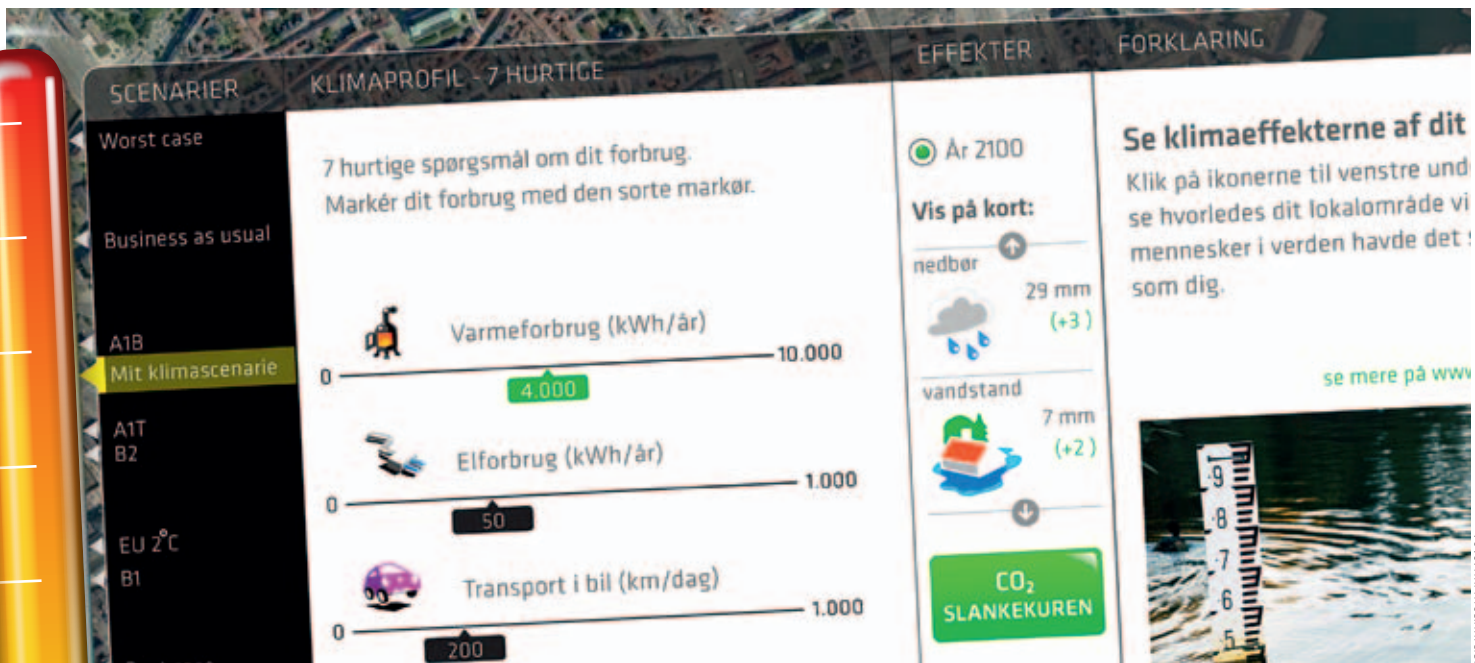 SCENARIER
Worst case
Business as usual
A1B
Mit klimascenarie
A1T
B2
EU 2°C
B1
KLIMAPROFIL - 7 HURTIGE
7 hurtige spørgsmål om dit forbrug.
Markér dit forbrug med den sorte markør.
Varmeforbrug (kWh/år)
0
10.000
4.000
Elforbrug (kWh/år)
0
1.000
50
Transport i bil (km/dag)
0
1.000
200
EFFEKTER
År 2100
Vis på kort:
nedbør
29 mm
(+3 )
vandstand
7 mm
(+2 )
CO₂
SLANKEKUREN
FORKLARING
Se klimaeffekterne af dit
Klik på ikonerne til venstre und
se hvorledes dit lokalområde vi
mennesker i verden havde det s
som dig.
se mere på www
9
8
7
6
5